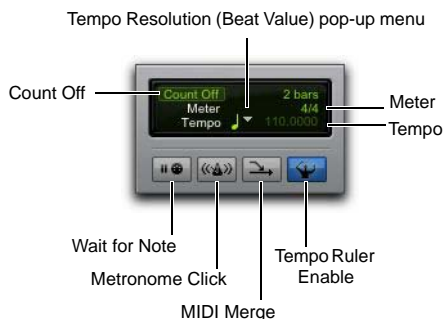 Tempo Resolution (Beat Value) pop-up menu
Count Off
Count Off 2 bars
Meter 4/4
Tempo 110.0000
Meter
Tempo
Wait for Note
Metronome Click
MIDI Merge
Tempo Ruler
Enable